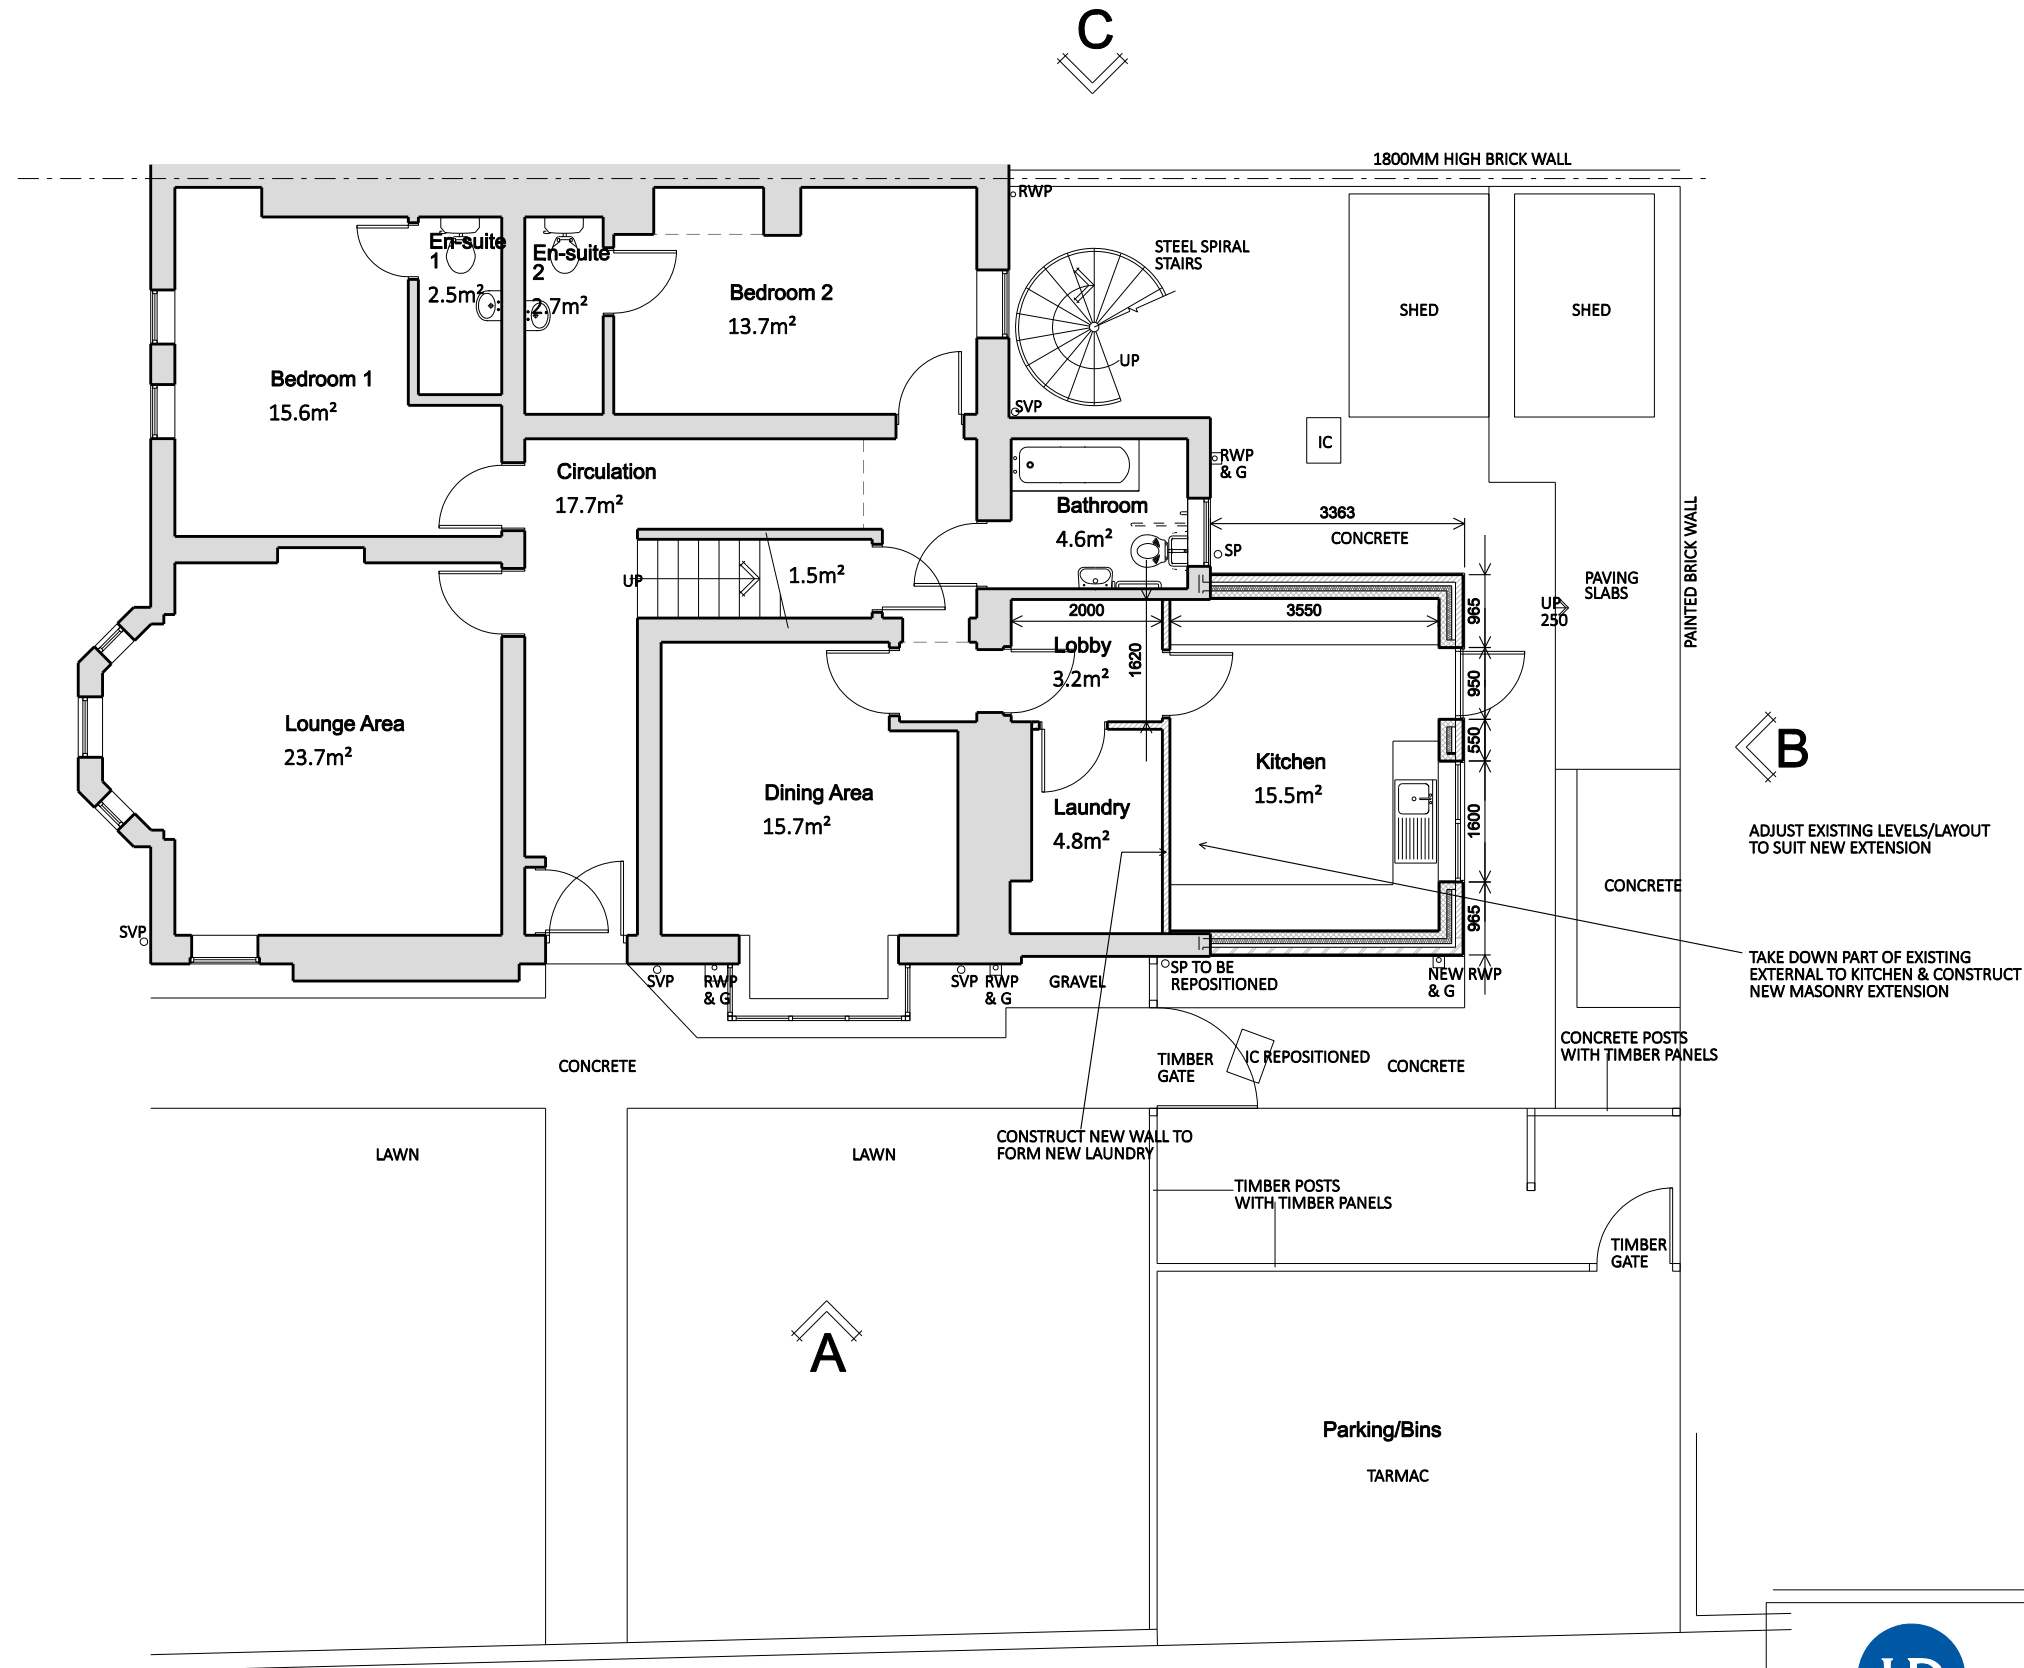 C
1800MM HIGH BRICK WALL
RWP
STEEL SPIRAL
STAIRS
En-suite
1
2.5m²
En-suite
2
2.7m²
Bedroom 2
13.7m²
SHED
SHED
UP
Bedroom 1
15.6m²
SVP
IC
RWP
& G
Circulation
17.7m²
Bathroom
4.6m²
3363
CONCRETE
SP
PAINTED BRICK WALL
UP
1.5m²
PAVING
SLABS
UP
250
2000
3550
965
Lobby
3.2m²
1620
950
Lounge Area
23.7m²
550
B
Kitchen
15.5m²
Dining Area
15.7m²
Laundry
4.8m²
1600
ADJUST EXISTING LEVELS/LAYOUT
TO SUIT NEW EXTENSION
CONCRETE
965
SVP
TAKE DOWN PART OF EXISTING
EXTERNAL TO KITCHEN & CONSTRUCT
NEW MASONRY EXTENSION
SVP
RWP
& G
SVP
RWP
& G
GRAVEL
SP TO BE
REPOSITIONED
NEW RWP
& G
CONCRETE
TIMBER
GATE
IC REPOSITIONED
CONCRETE
CONCRETE POSTS
WITH TIMBER PANELS
LAWN
LAWN
CONSTRUCT NEW WALL TO
FORM NEW LAUNDRY
TIMBER POSTS
WITH TIMBER PANELS
TIMBER
GATE
A
Parking/Bins
TARMAC